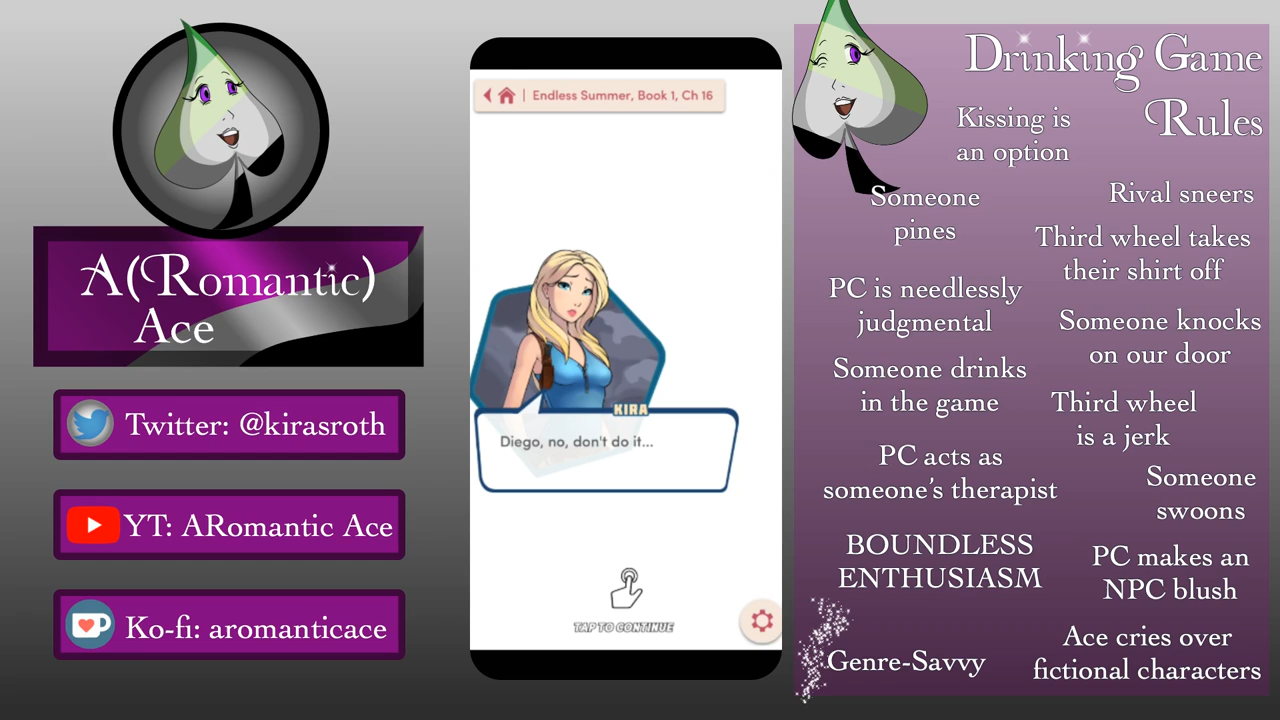 A(Romantic)
Ace
Twitter: @kirasroth
YT: ARomantic Ace
Ko-fi: aromanticace
Endless Summer, Book 1, Ch 16
KIRA
Diego, no, don't do it...
TAP TO CONTINUE
Drinking Game
Rules
Kissing is
an option
Someone
pines
Rival sneers
Third wheel takes
their shirt off
PC is needlessly
judgmental
Someone knocks
on our door
Someone drinks
in the game
Third wheel
is a jerk
PC acts as
someone's therapist
Someone
swoons
BOUNDLESS
ENTHUSIASM
PC makes an
NPC blush
Genre-Savvy
Ace cries over
fictional characters